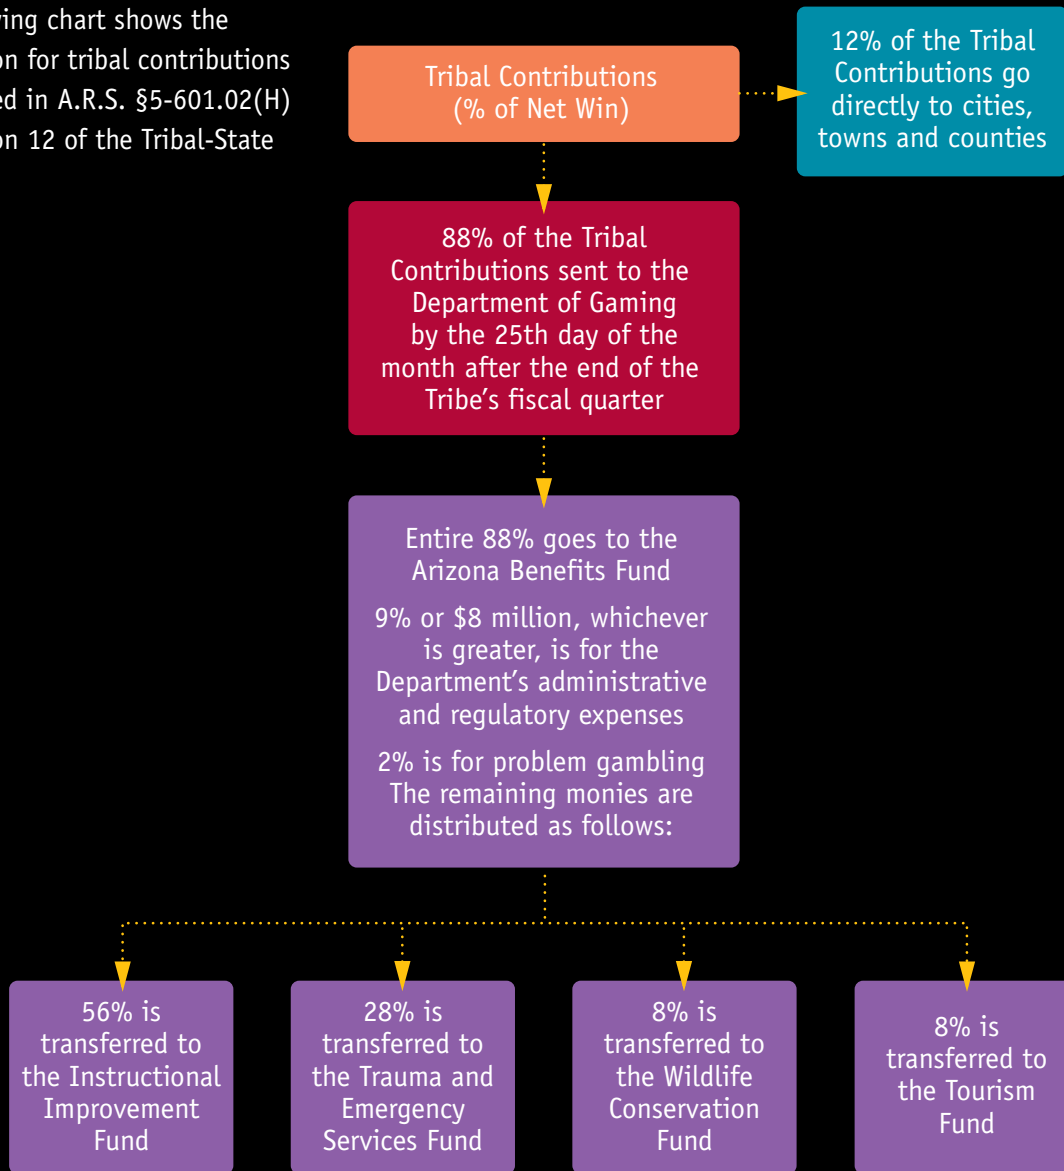 chart shows the
on for tribal contributions
ed in A.R.S. §5-601.02(H)
on 12 of the Tribal-State
Tribal Contributions
(% of Net Win)
12% of the Tribal
Contributions go
directly to cities,
towns and counties
88% of the Tribal
Contributions sent to the
Department of Gaming
by the 25th day of the
month after the end of the
Tribe’s fiscal quarter
Entire 88% goes to the
Arizona Benefits Fund
9% or $8 million, whichever
is greater, is for the
Department’s administrative
and regulatory expenses
2% is for problem gambling
The remaining monies are
distributed as follows:
56% is
transferred to
the Instructional
Improvement
Fund
28% is
transferred to
the Trauma and
Emergency
Services Fund
8% is
transferred to
the Wildlife
Conservation
Fund
8% is
transferred to
the Tourism
Fund